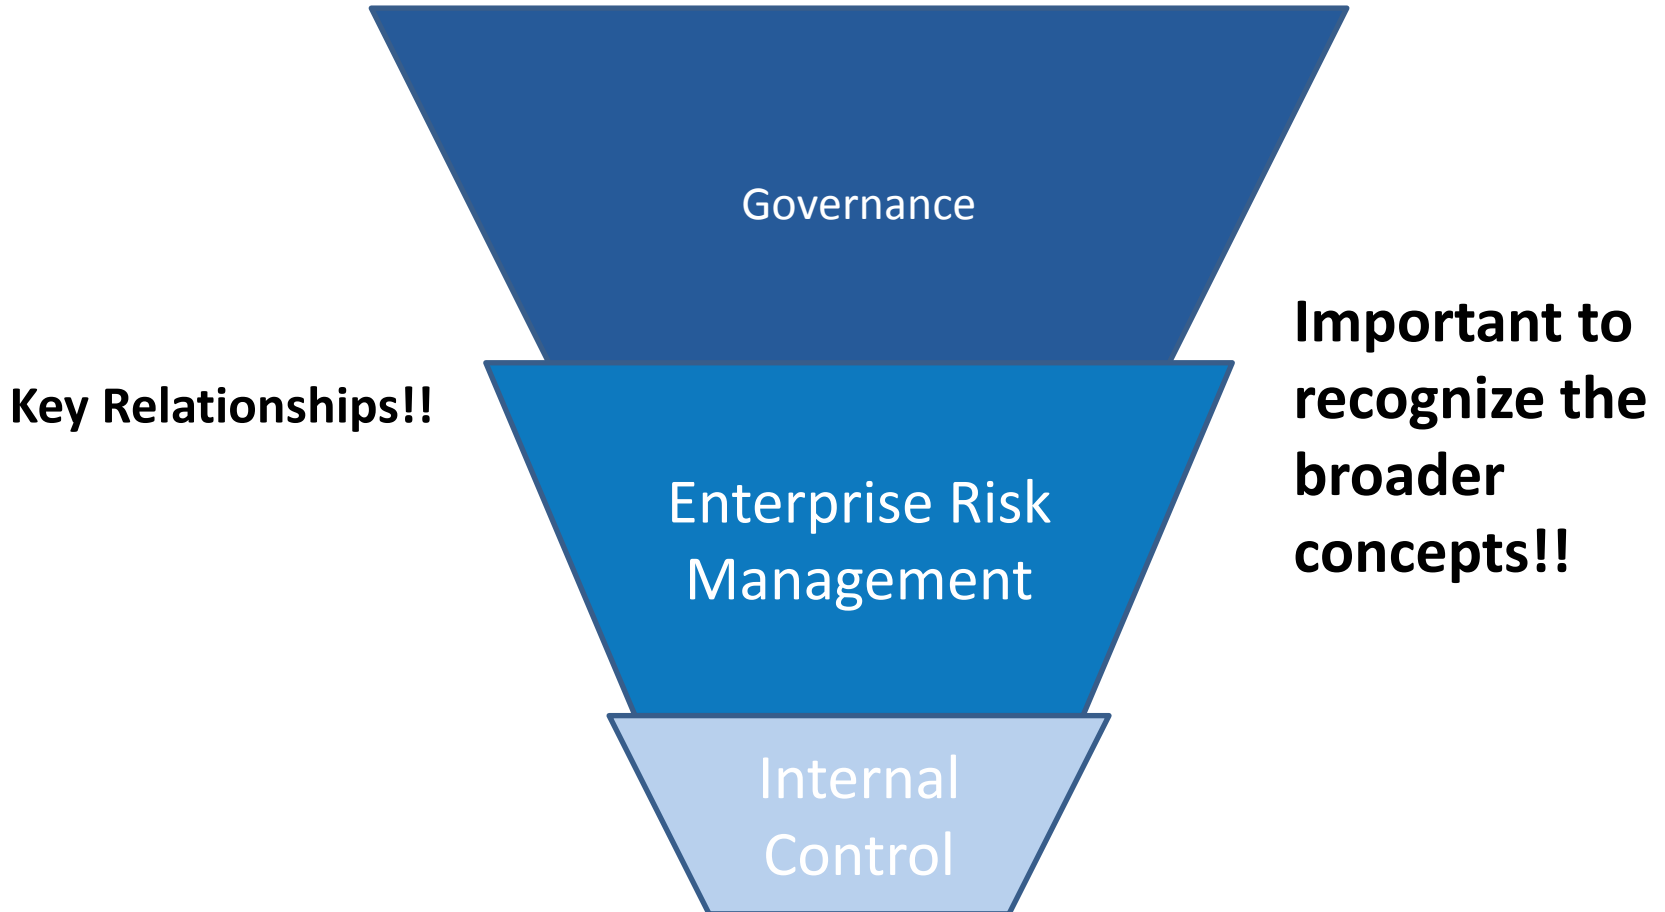 Governance
Key Relationships!!
Important to
recognize the
broader
concepts!!
Enterprise Risk
Management
Internal
Control